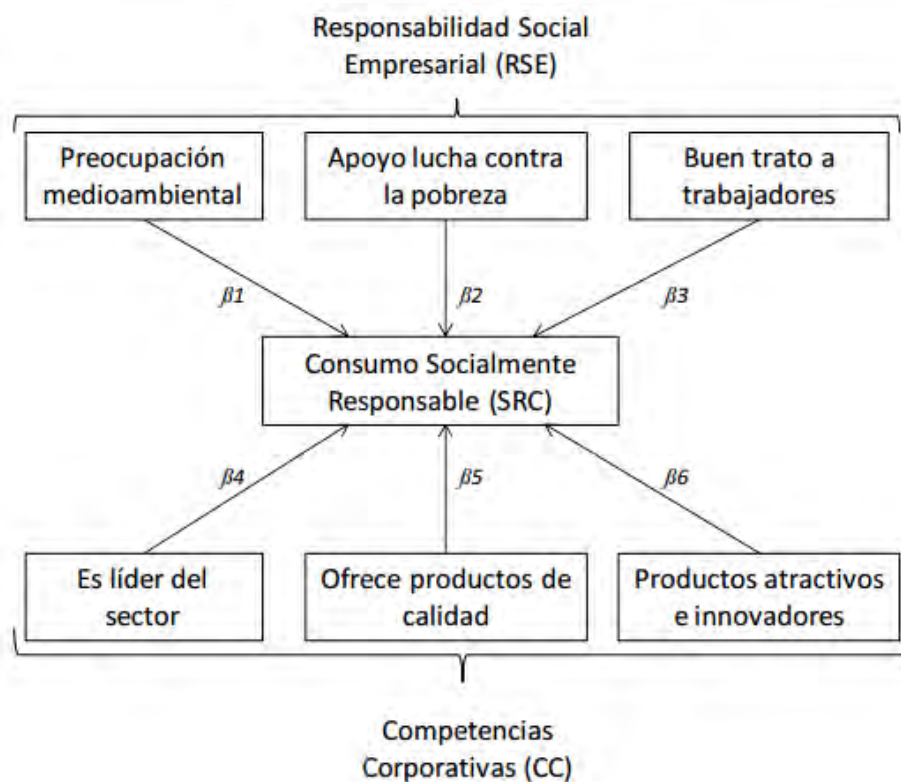 Responsabilidad Social
Empresarial (RSE)
Preocupación
medioambiental
Apoyo lucha contra
la pobreza
Buen trato a
trabajadores
β1
β2
β3
Consumo Socialmente
Responsable (SRC)
β4
β5
β6
Es líder del
sector
Ofrece productos de
calidad
Productos atractivos
e innovadores
Competencias
Corporativas (CC)